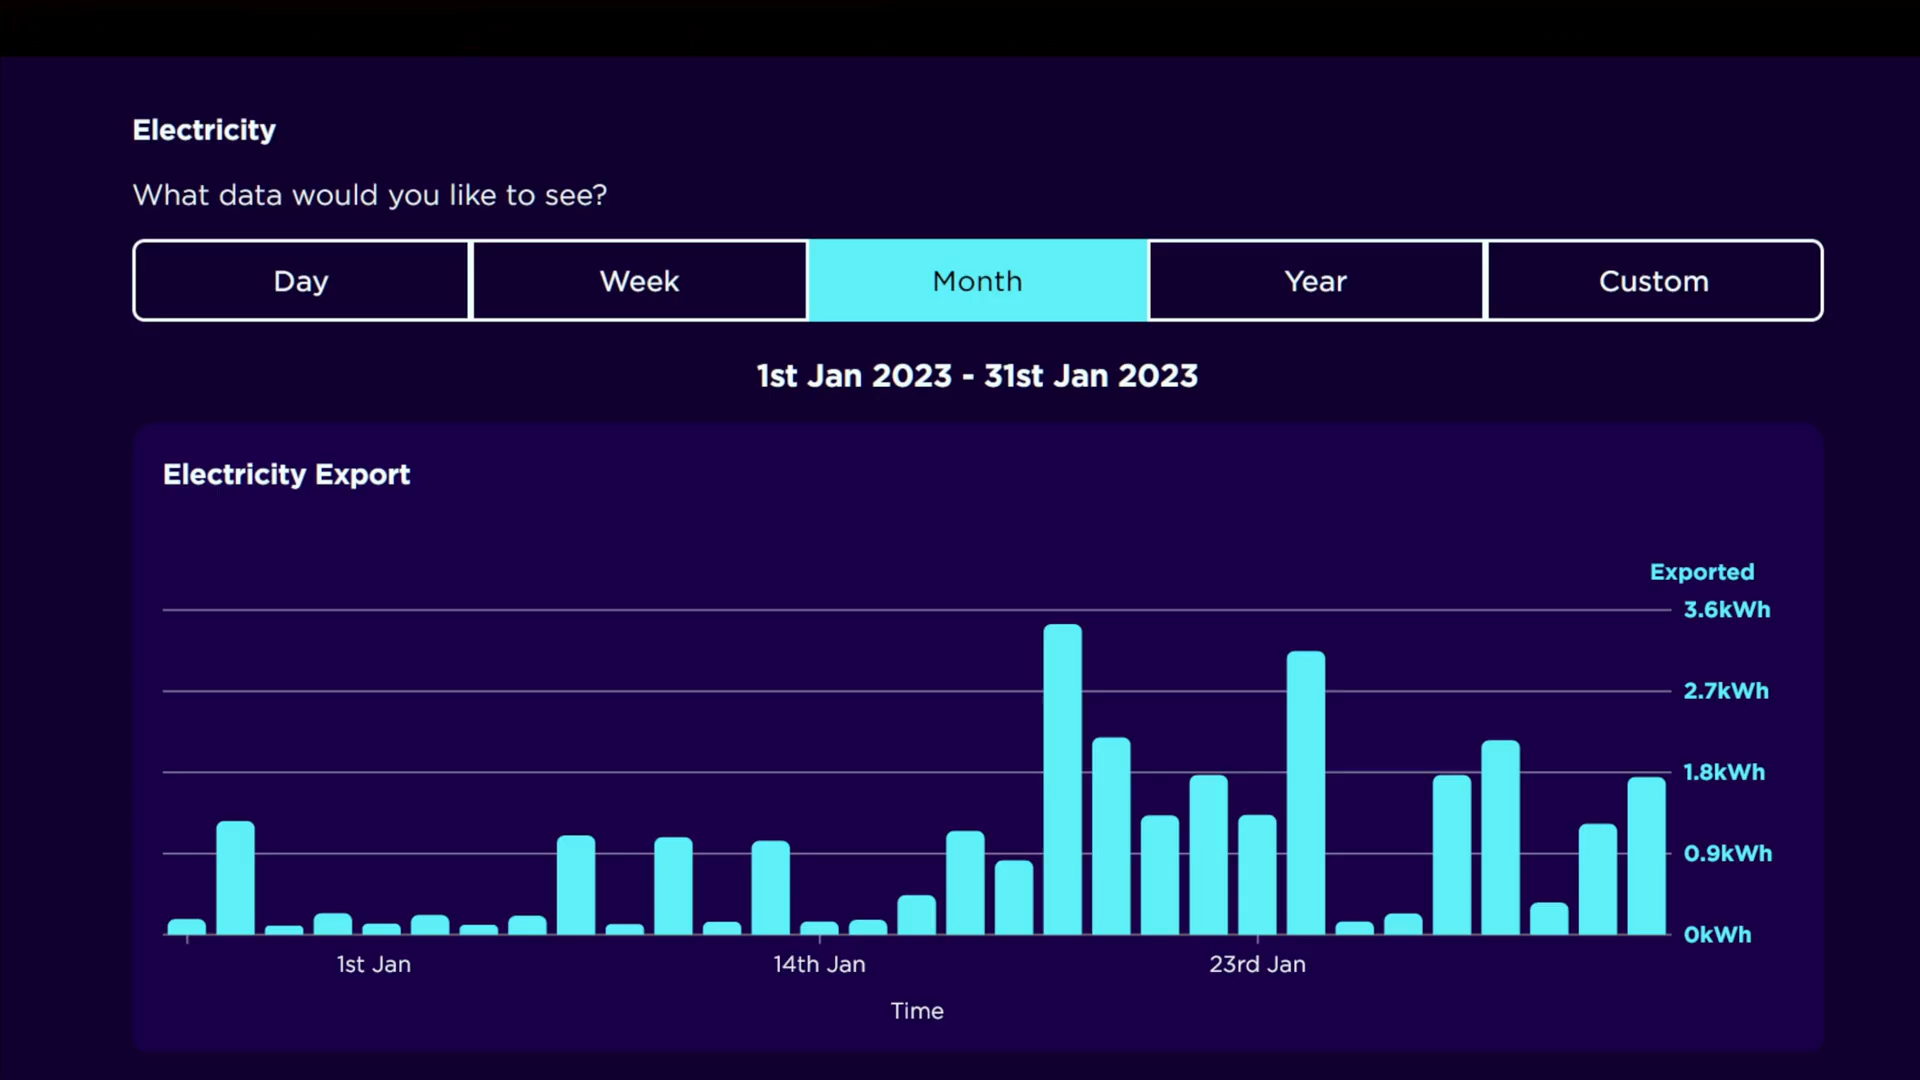 Electricity
What data would you like to see?
Day Week Month Year Custom
1st Jan 2023 - 31st Jan 2023
Electricity Export
Exported
3.6kWh
2.7kWh
1.8kWh
0.9kWh
0kWh
1st Jan 14th Jan 23rd Jan
Time